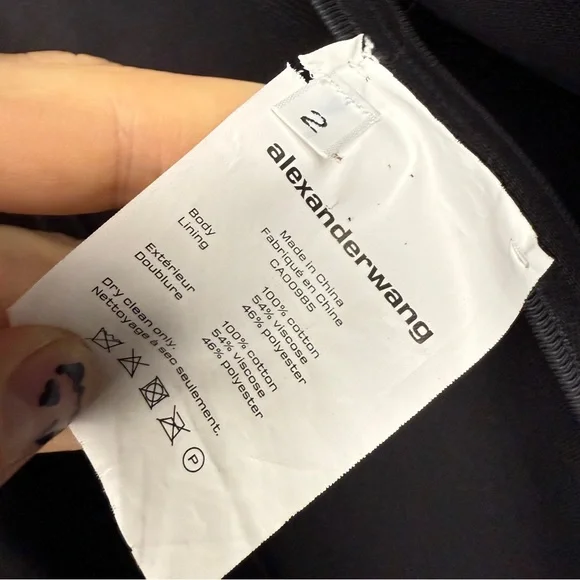 2
alexanderwang
Made in China
Fabriqué en Chine
CA00985
Body 100% cotton
Lining 54% viscose
46% polyester
Extérieur 100% cotton
Doublure 54% viscose
46% polyester
Dry clean only.
Nettoyage à sec seulement.
P